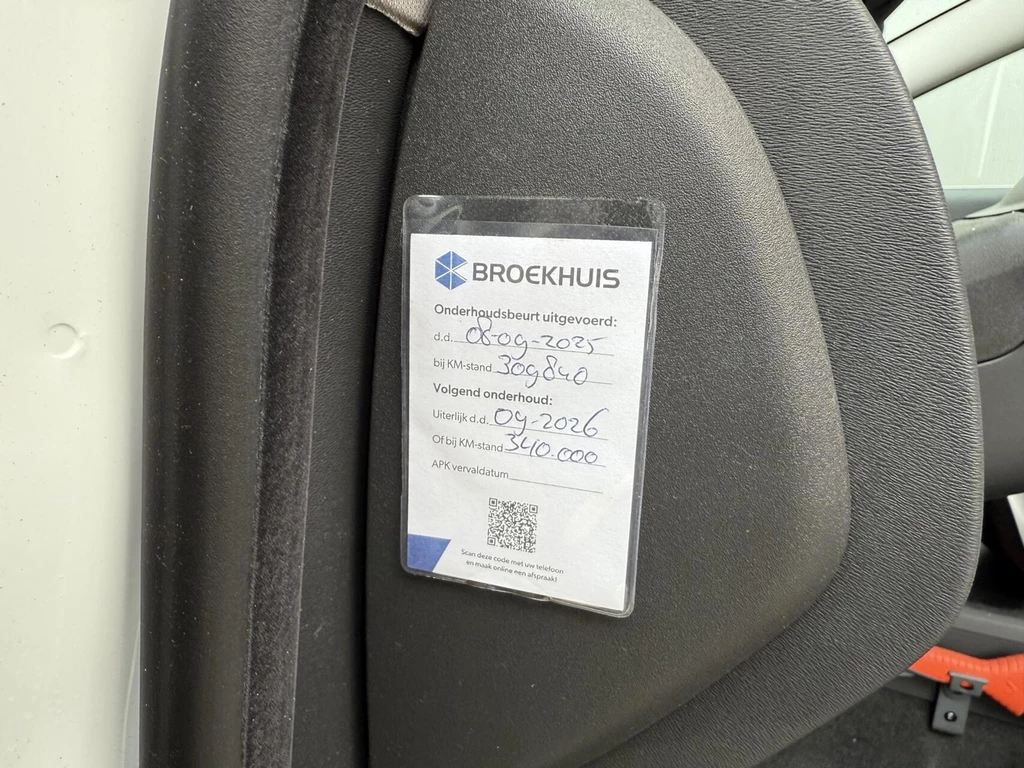 BROEKHUIS
Onderhoudsbeurt uitgevoerd:
d.d. 08-09-2025
bij KM-stand 309840
Volgend onderhoud:
Uiterlijk d.d. 09-2026
Of bij KM-stand 340.000
APK vervaldatum
Scan deze code met uw telefoon
en maak online een afspraak!